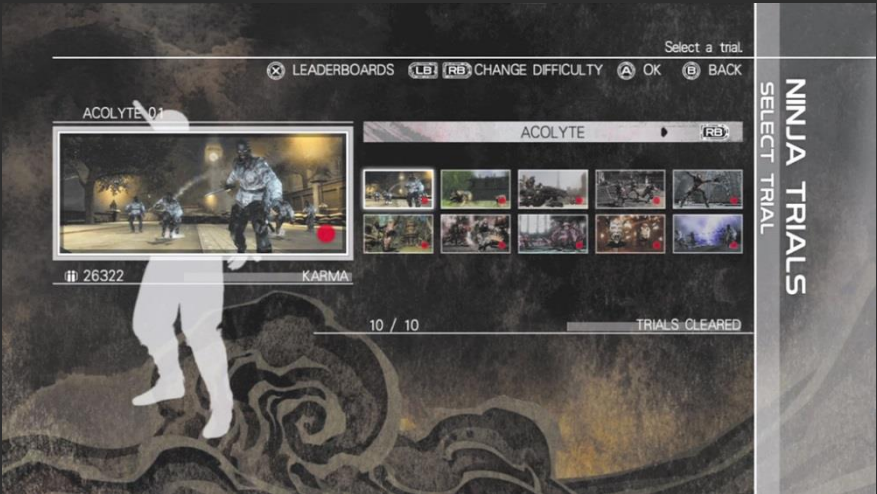 Select a trial.
X LEADERBOARDS LB RB CHANGE DIFFICULTY A OK B BACK
ACOLYTE 01
ACOLYTE RB
26322 KARMA
10 / 10 TRIALS CLEARED
NINJA TRIALS
SELECT TRIAL